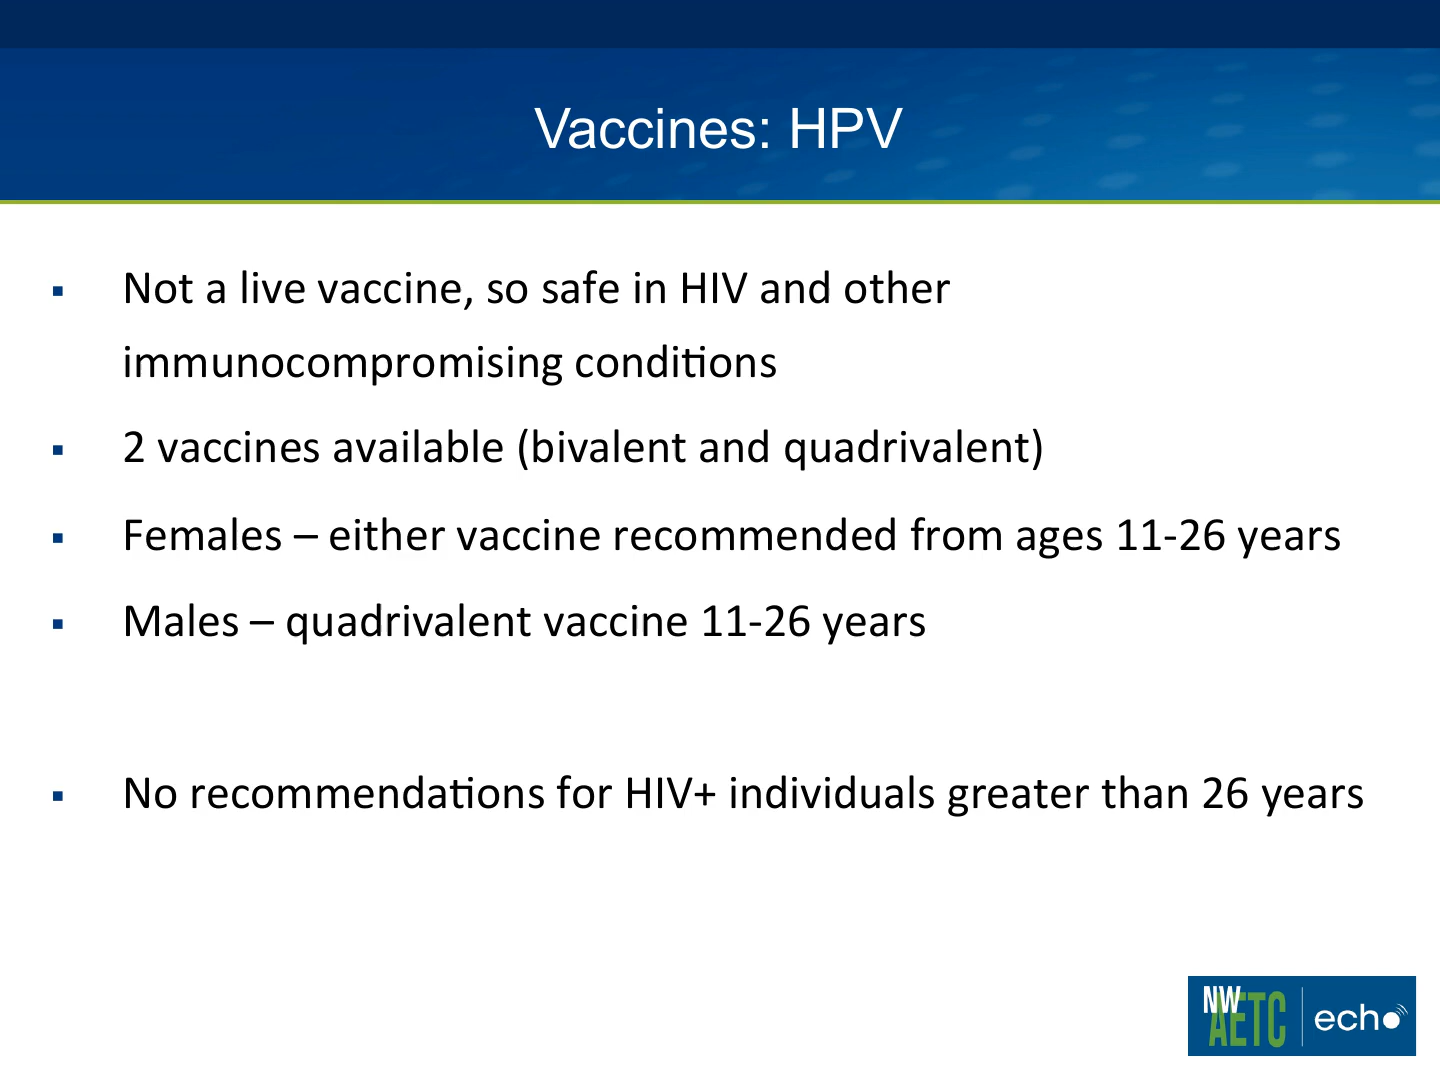 Vaccines: HPV
▪ Not a live vaccine, so safe in HIV and other
immunocompromising conditions
▪ 2 vaccines available (bivalent and quadrivalent)
▪ Females – either vaccine recommended from ages 11-26 years
▪ Males – quadrivalent vaccine 11-26 years
▪ No recommendations for HIV+ individuals greater than 26 years
NW
AETC echo